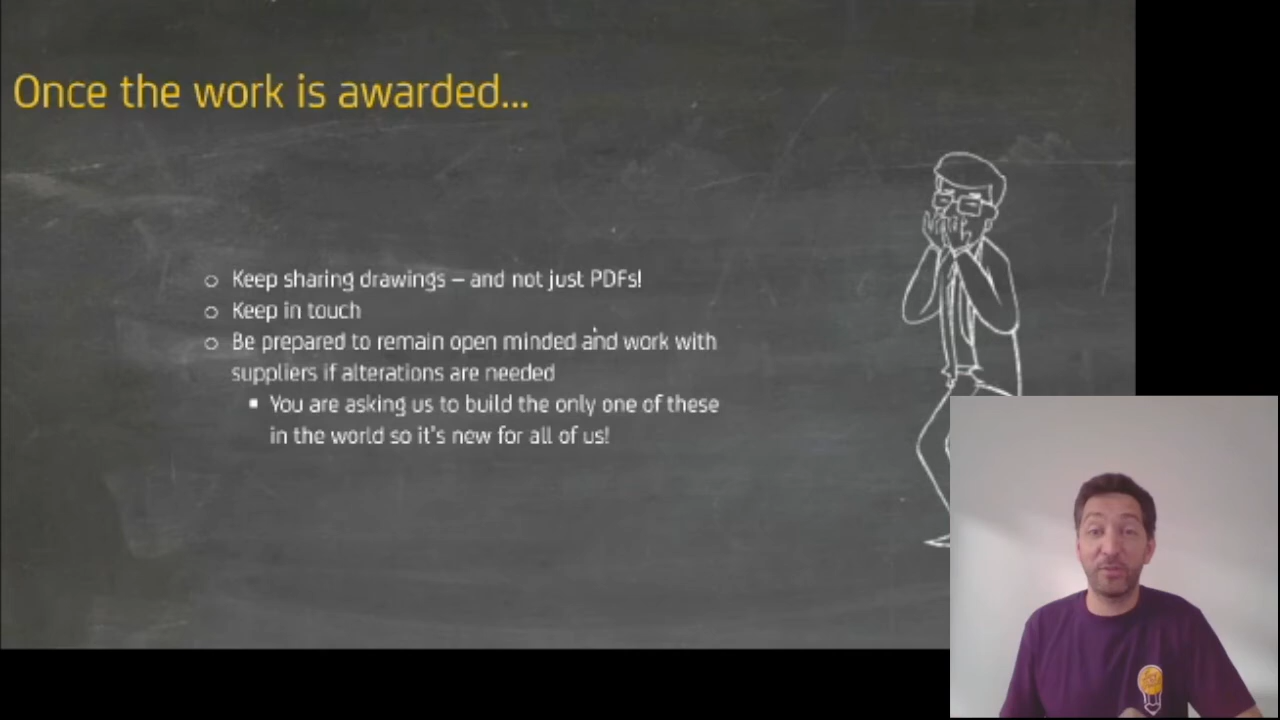 Once the work is awarded...
Keep sharing drawings – and not just PDFs!
Keep in touch
Be prepared to remain open minded and work with
suppliers if alterations are needed
You are asking us to build the only one of these
in the world so it's new for all of us!